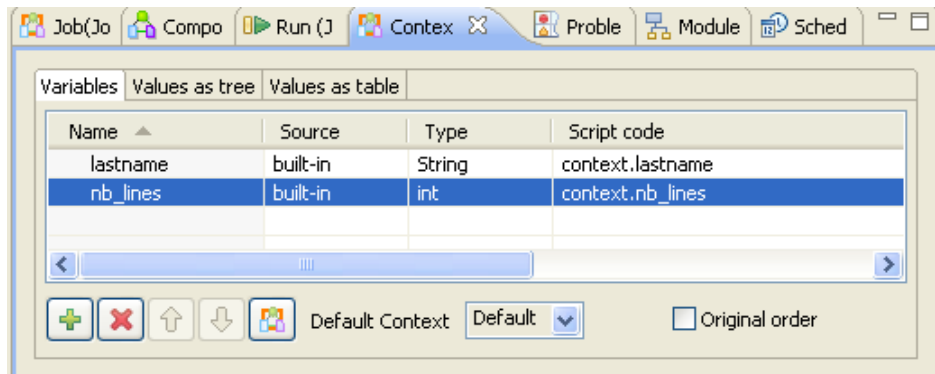 Job(Jo Compo Run (J Contex Proble Module Sched
Variables Values as tree Values as table
Name Source Type Script code
lastname built-in String context.lastname
nb_lines built-in int context.nb_lines
Default Context Default Original order